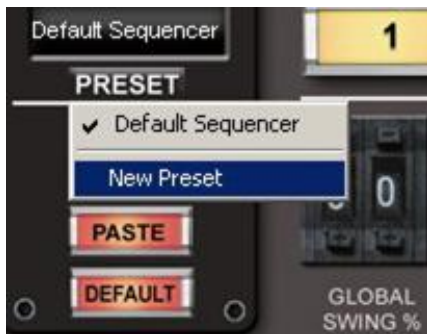 Default Sequencer
1
PRESET
✔ Default Sequencer
New Preset
0
PASTE
DEFAULT
GLOBAL
SWING %